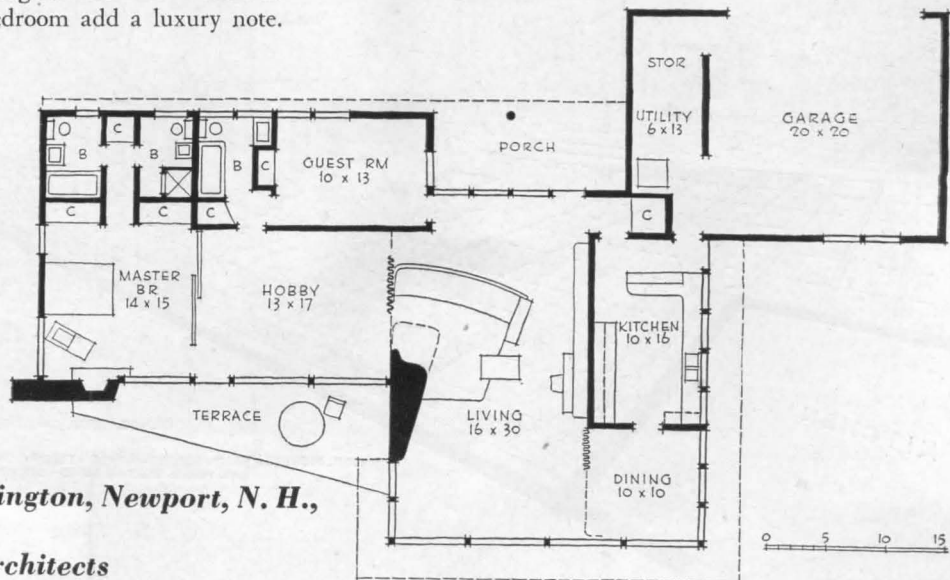 edroom add a luxury note.
STOR
UTILITY
6 x 13
GARAGE
20 x 20
PORCH
C
B
B
B
C
GUEST RM
10 x 13
C
C
C
C
MASTER
BR
14 x 15
HOBBY
13 x 17
KITCHEN
10 x 16
TERRACE
LIVING
16 x 30
DINING
10 x 10
ington, Newport, N. H.,
rchitects
0 5 10 15